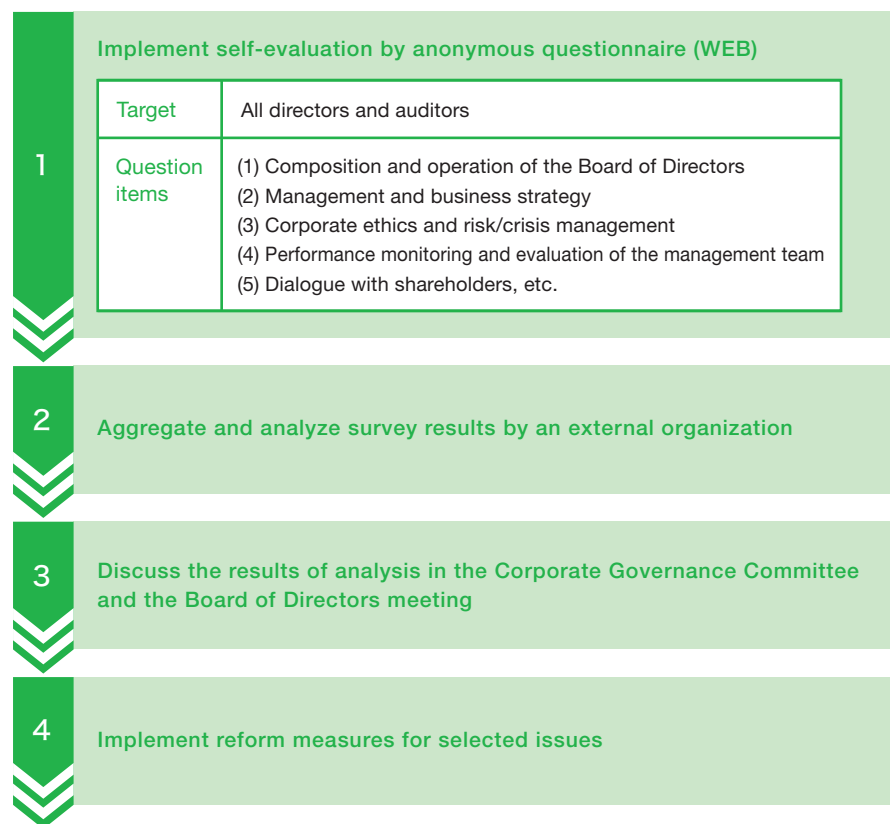 1
Implement self-evaluation by anonymous questionnaire (WEB)
Target
All directors and auditors
Question
items
(1) Composition and operation of the Board of Directors
(2) Management and business strategy
(3) Corporate ethics and risk/crisis management
(4) Performance monitoring and evaluation of the management team
(5) Dialogue with shareholders, etc.
2
Aggregate and analyze survey results by an external organization
3
Discuss the results of analysis in the Corporate Governance Committee
and the Board of Directors meeting
4
Implement reform measures for selected issues